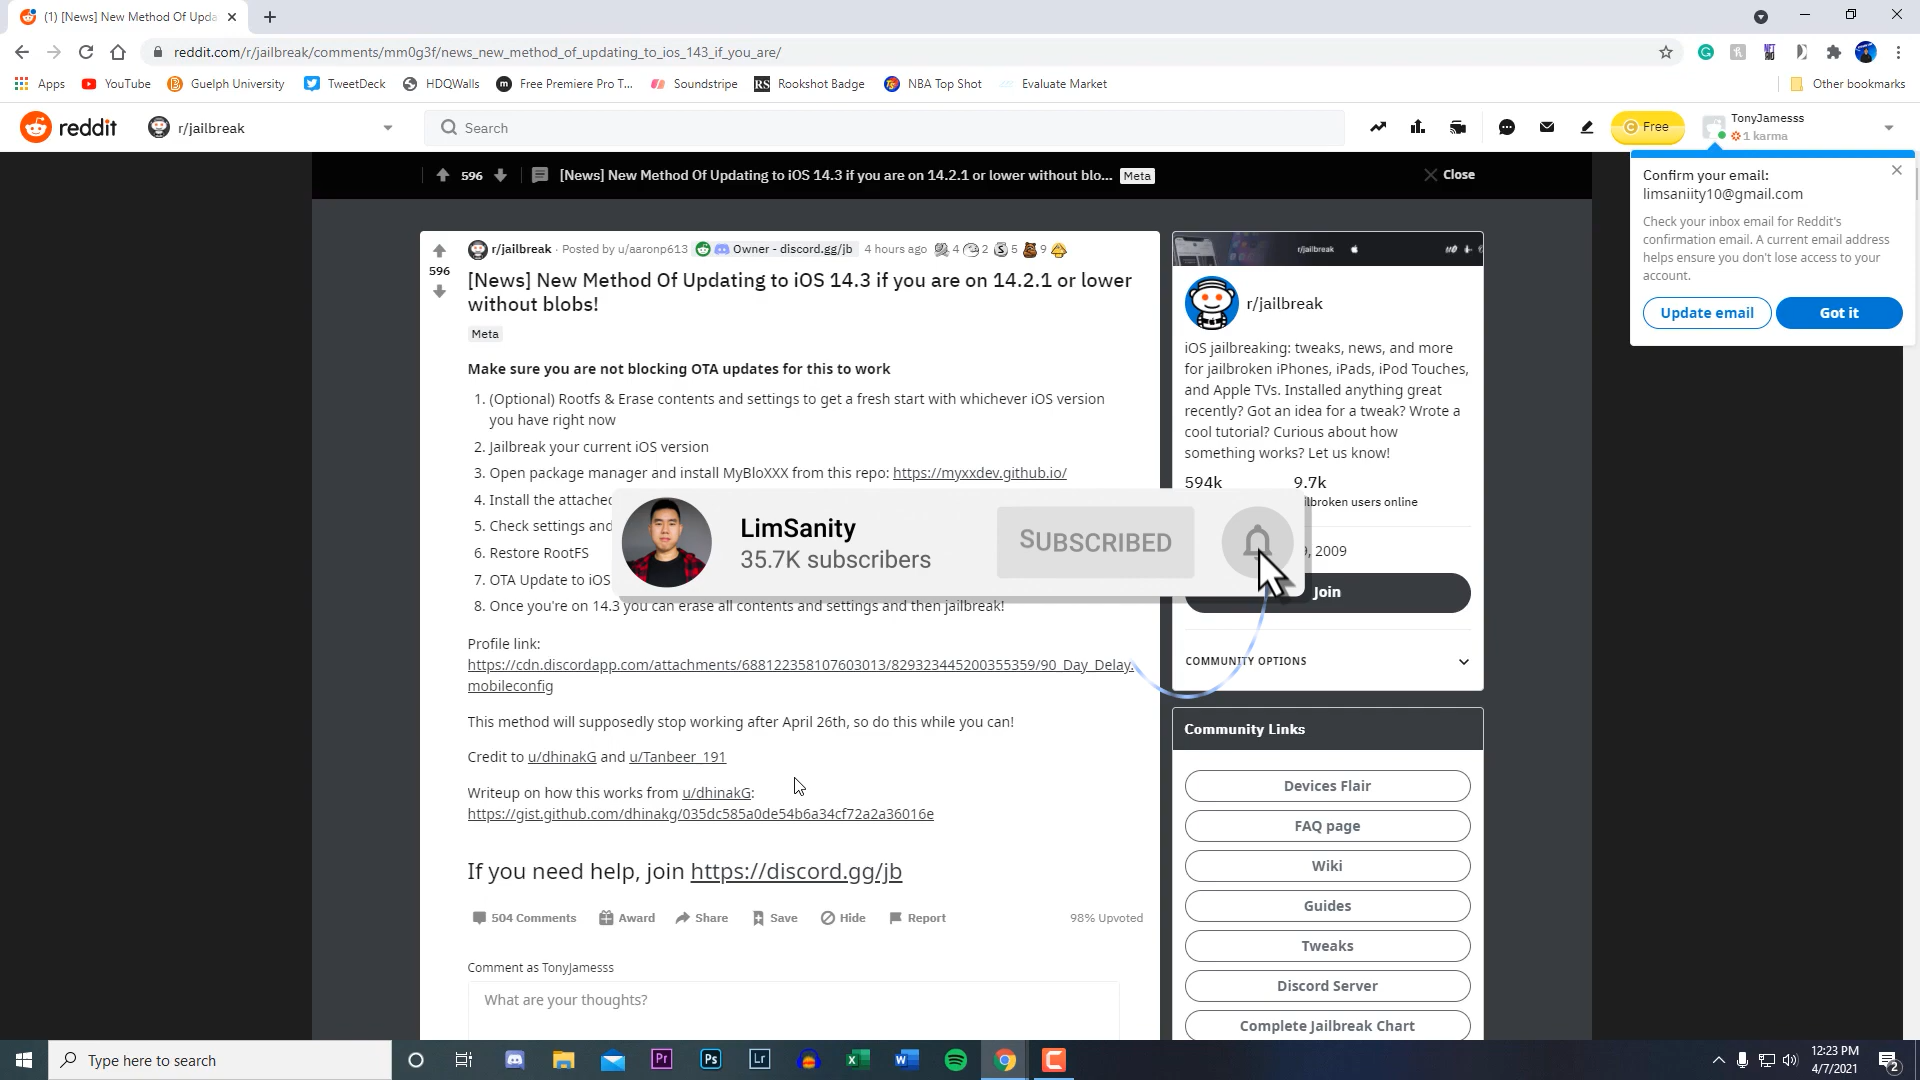 (1) [News] New Method Of Upda
reddit.com/r/jailbreak/comments/mm0g3f/news_new_method_of_updating_to_ios_143_if_you_are/
Apps YouTube Guelph University TweetDeck HDQWalls Free Premiere Pro T... Soundstripe RS Rookshot Badge NBA Top Shot Evaluate Market Other bookmarks
reddit r/jailbreak Search Free TonyJamesss
1 karma
596 [News] New Method Of Updating to iOS 14.3 if you are on 14.2.1 or lower without blo... Meta Close
Confirm your email:
limsaniity10@gmail.com
Check your inbox email for Reddit's
confirmation email. A current email address
helps ensure you don't lose access to your
account.
Update email Got it
r/jailbreak · Posted by u/aaronp613 Owner - discord.gg/jb 4 hours ago 4 2 5 9
596
[News] New Method Of Updating to iOS 14.3 if you are on 14.2.1 or lower
without blobs!
Meta
Make sure you are not blocking OTA updates for this to work
1. (Optional) Rootfs & Erase contents and settings to get a fresh start with whichever iOS version
you have right now
2. Jailbreak your current iOS version
3. Open package manager and install MyBloXXX from this repo: https://myxxdev.github.io/
4. Install the attached
5. Check settings and
6. Restore RootFS
7. OTA Update to iOS
8. Once you're on 14.3 you can erase all contents and settings and then jailbreak!
LimSanity
35.7K subscribers
SUBSCRIBED
Profile link:
https://cdn.discordapp.com/attachments/688122358107603013/829323445200355359/90_Day_Delay.
mobileconfig
This method will supposedly stop working after April 26th, so do this while you can!
Credit to u/dhinakG and u/Tanbeer_191
Writeup on how this works from u/dhinakG:
https://gist.github.com/dhinakg/035dc585a0de54b6a34cf72a2a36016e
If you need help, join https://discord.gg/jb
504 Comments Award Share Save Hide Report 98% Upvoted
Comment as TonyJamesss
What are your thoughts?
r/jailbreak
r/jailbreak
iOS jailbreaking: tweaks, news, and more
for jailbroken iPhones, iPads, iPod Touches,
and Apple TVs. Installed anything great
recently? Got an idea for a tweak? Wrote a
cool tutorial? Curious about how
something works? Let us know!
594k 9.7k
ilbroken users online
9, 2009
Join
COMMUNITY OPTIONS
Community Links
Devices Flair
FAQ page
Wiki
Guides
Tweaks
Discord Server
Complete Jailbreak Chart
Type here to search Pr Ps Lr
12:23 PM
4/7/2021
2